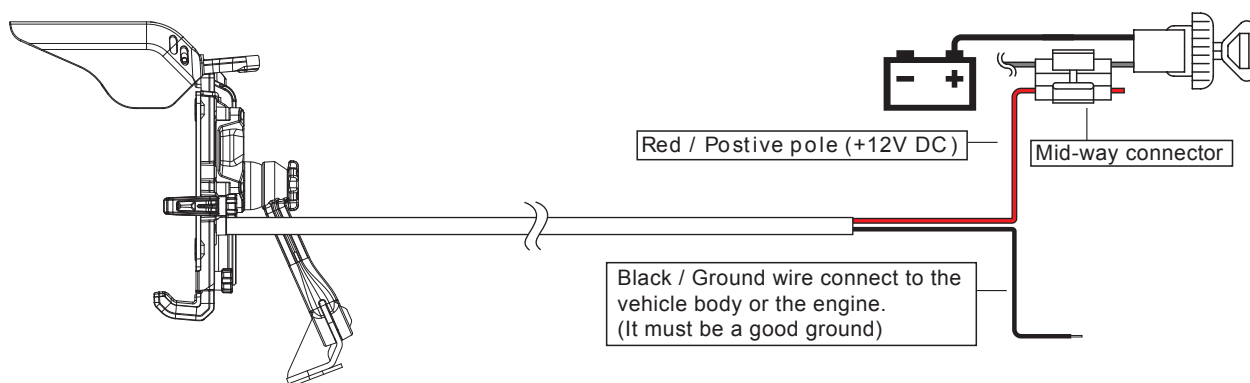 Red / Postive pole (+12V DC)
Mid-way connector
Black / Ground wire connect to the
vehicle body or the engine.
(It must be a good ground)